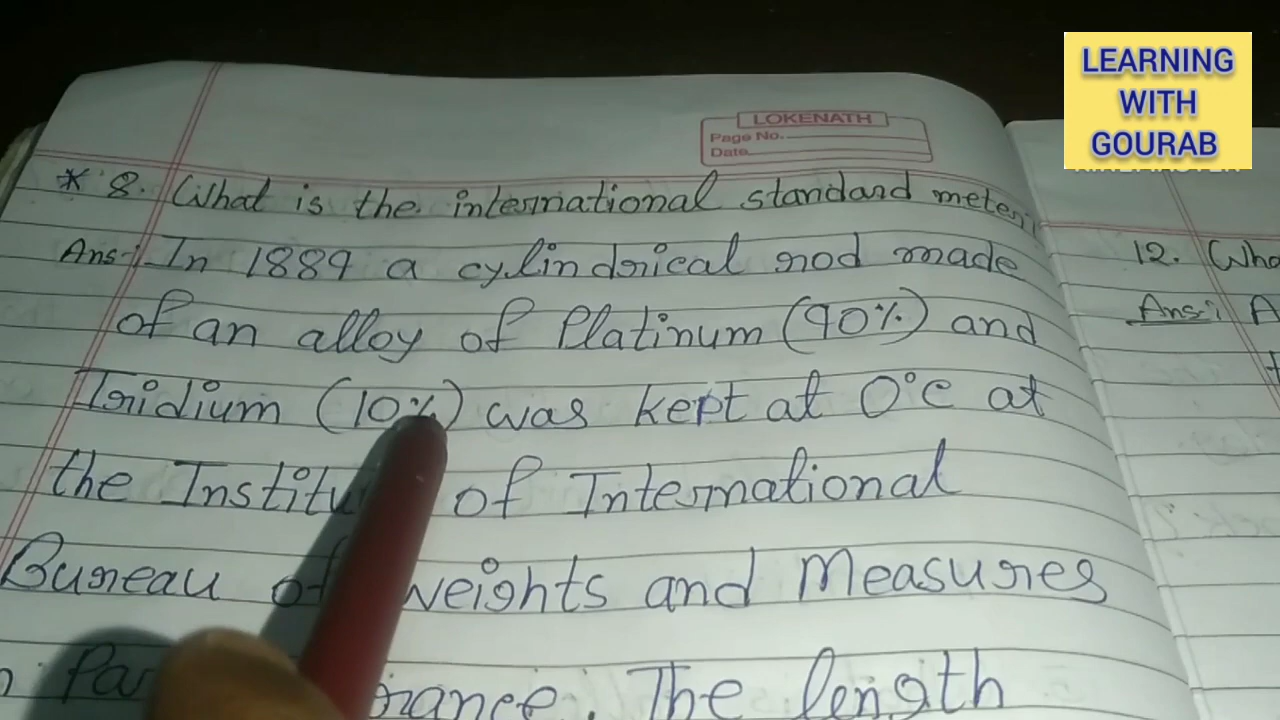 LEARNING
WITH
GOURAB
LOKENATH
Page No.
Date
* 8. What is the international standard meter
Ans:- In 1889 a cylindrical rod made
of an alloy of Platinum (90%) and
Iridium (10%) was kept at 0°C at
the Institu of International
Bureau of weights and Measures
Par rance. The length
12. Wha
Ans: A